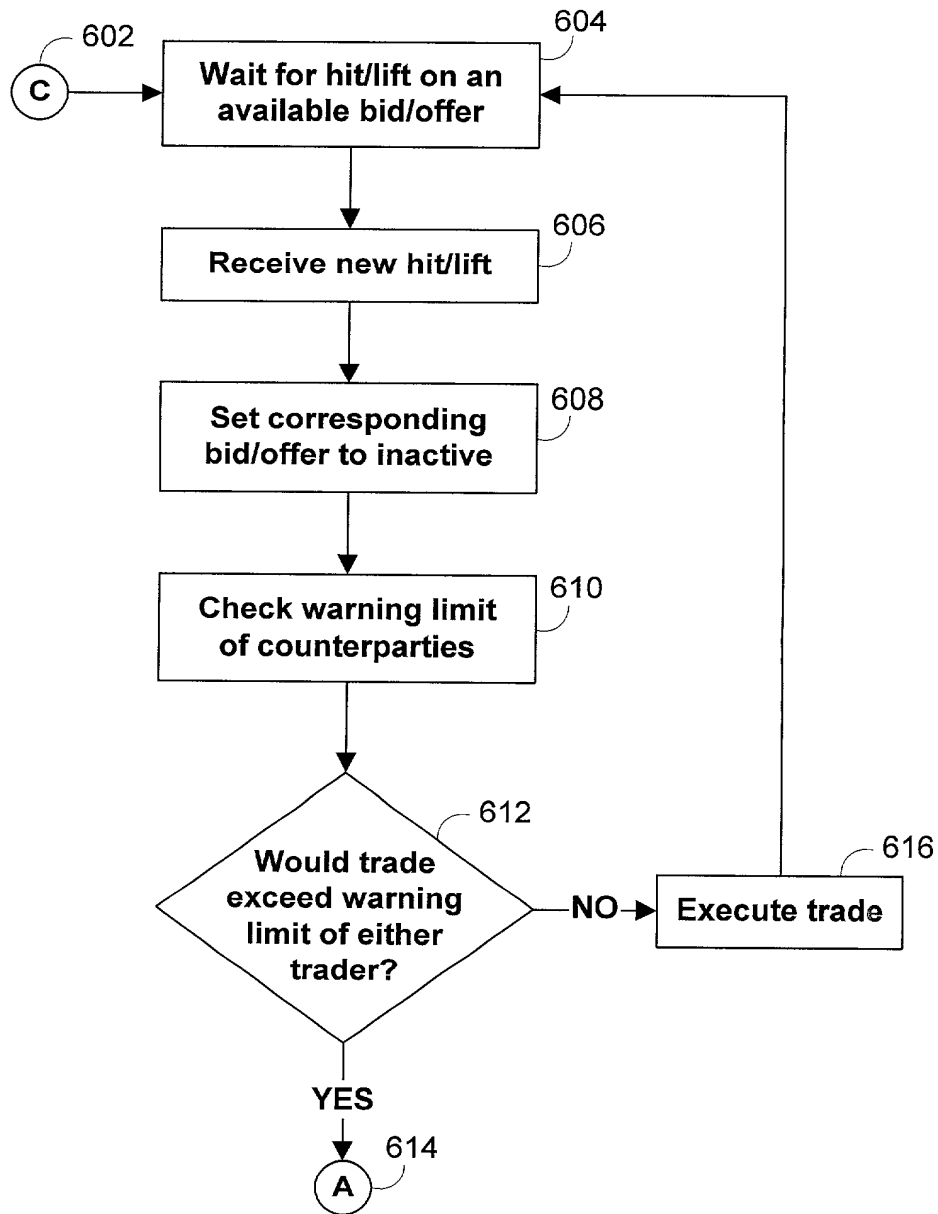 602
C
604
Wait for hit/lift on an
available bid/offer
606
Receive new hit/lift
608
Set corresponding
bid/offer to inactive
610
Check warning limit
of counterparties
612
Would trade
exceed warning
limit of either
trader?
NO
616
Execute trade
YES
614
A